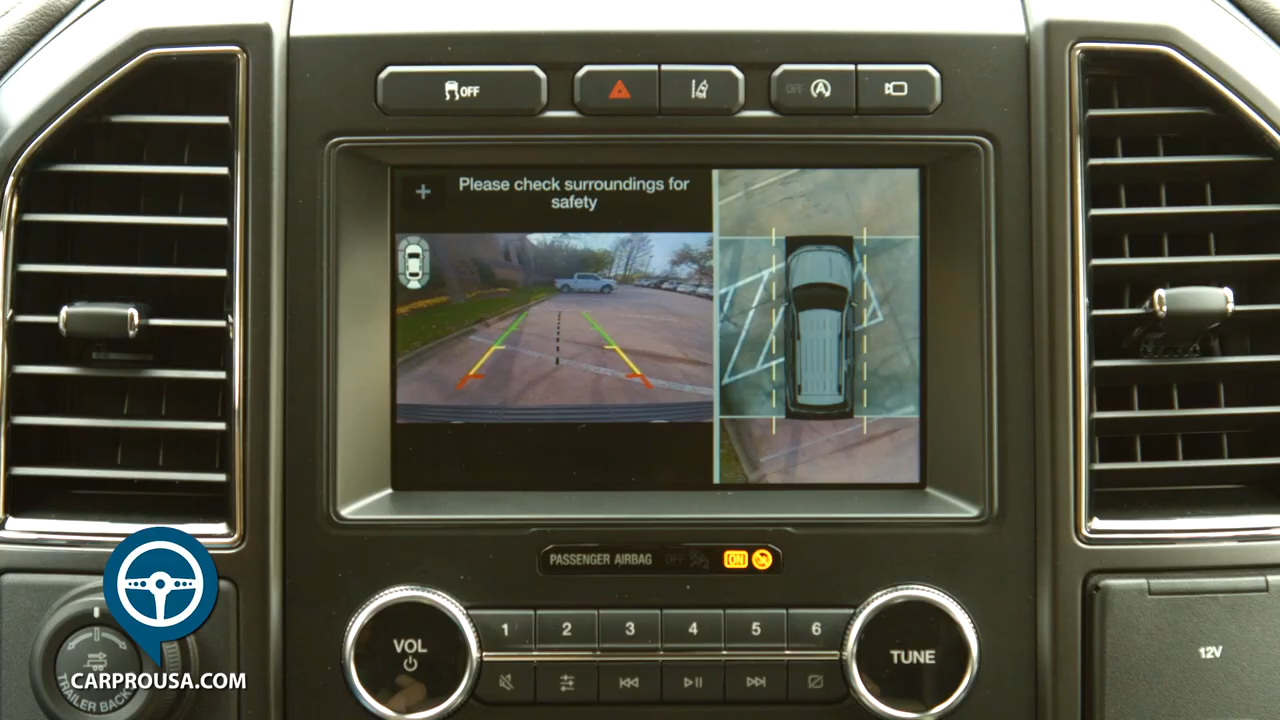 OFF
OFF A
Please check surroundings for
safety
PASSENGER AIRBAG OFF ON
1 2 3 4 5 6
VOL
TUNE
12V
TRAILER BACK
CARPROUSA.COM